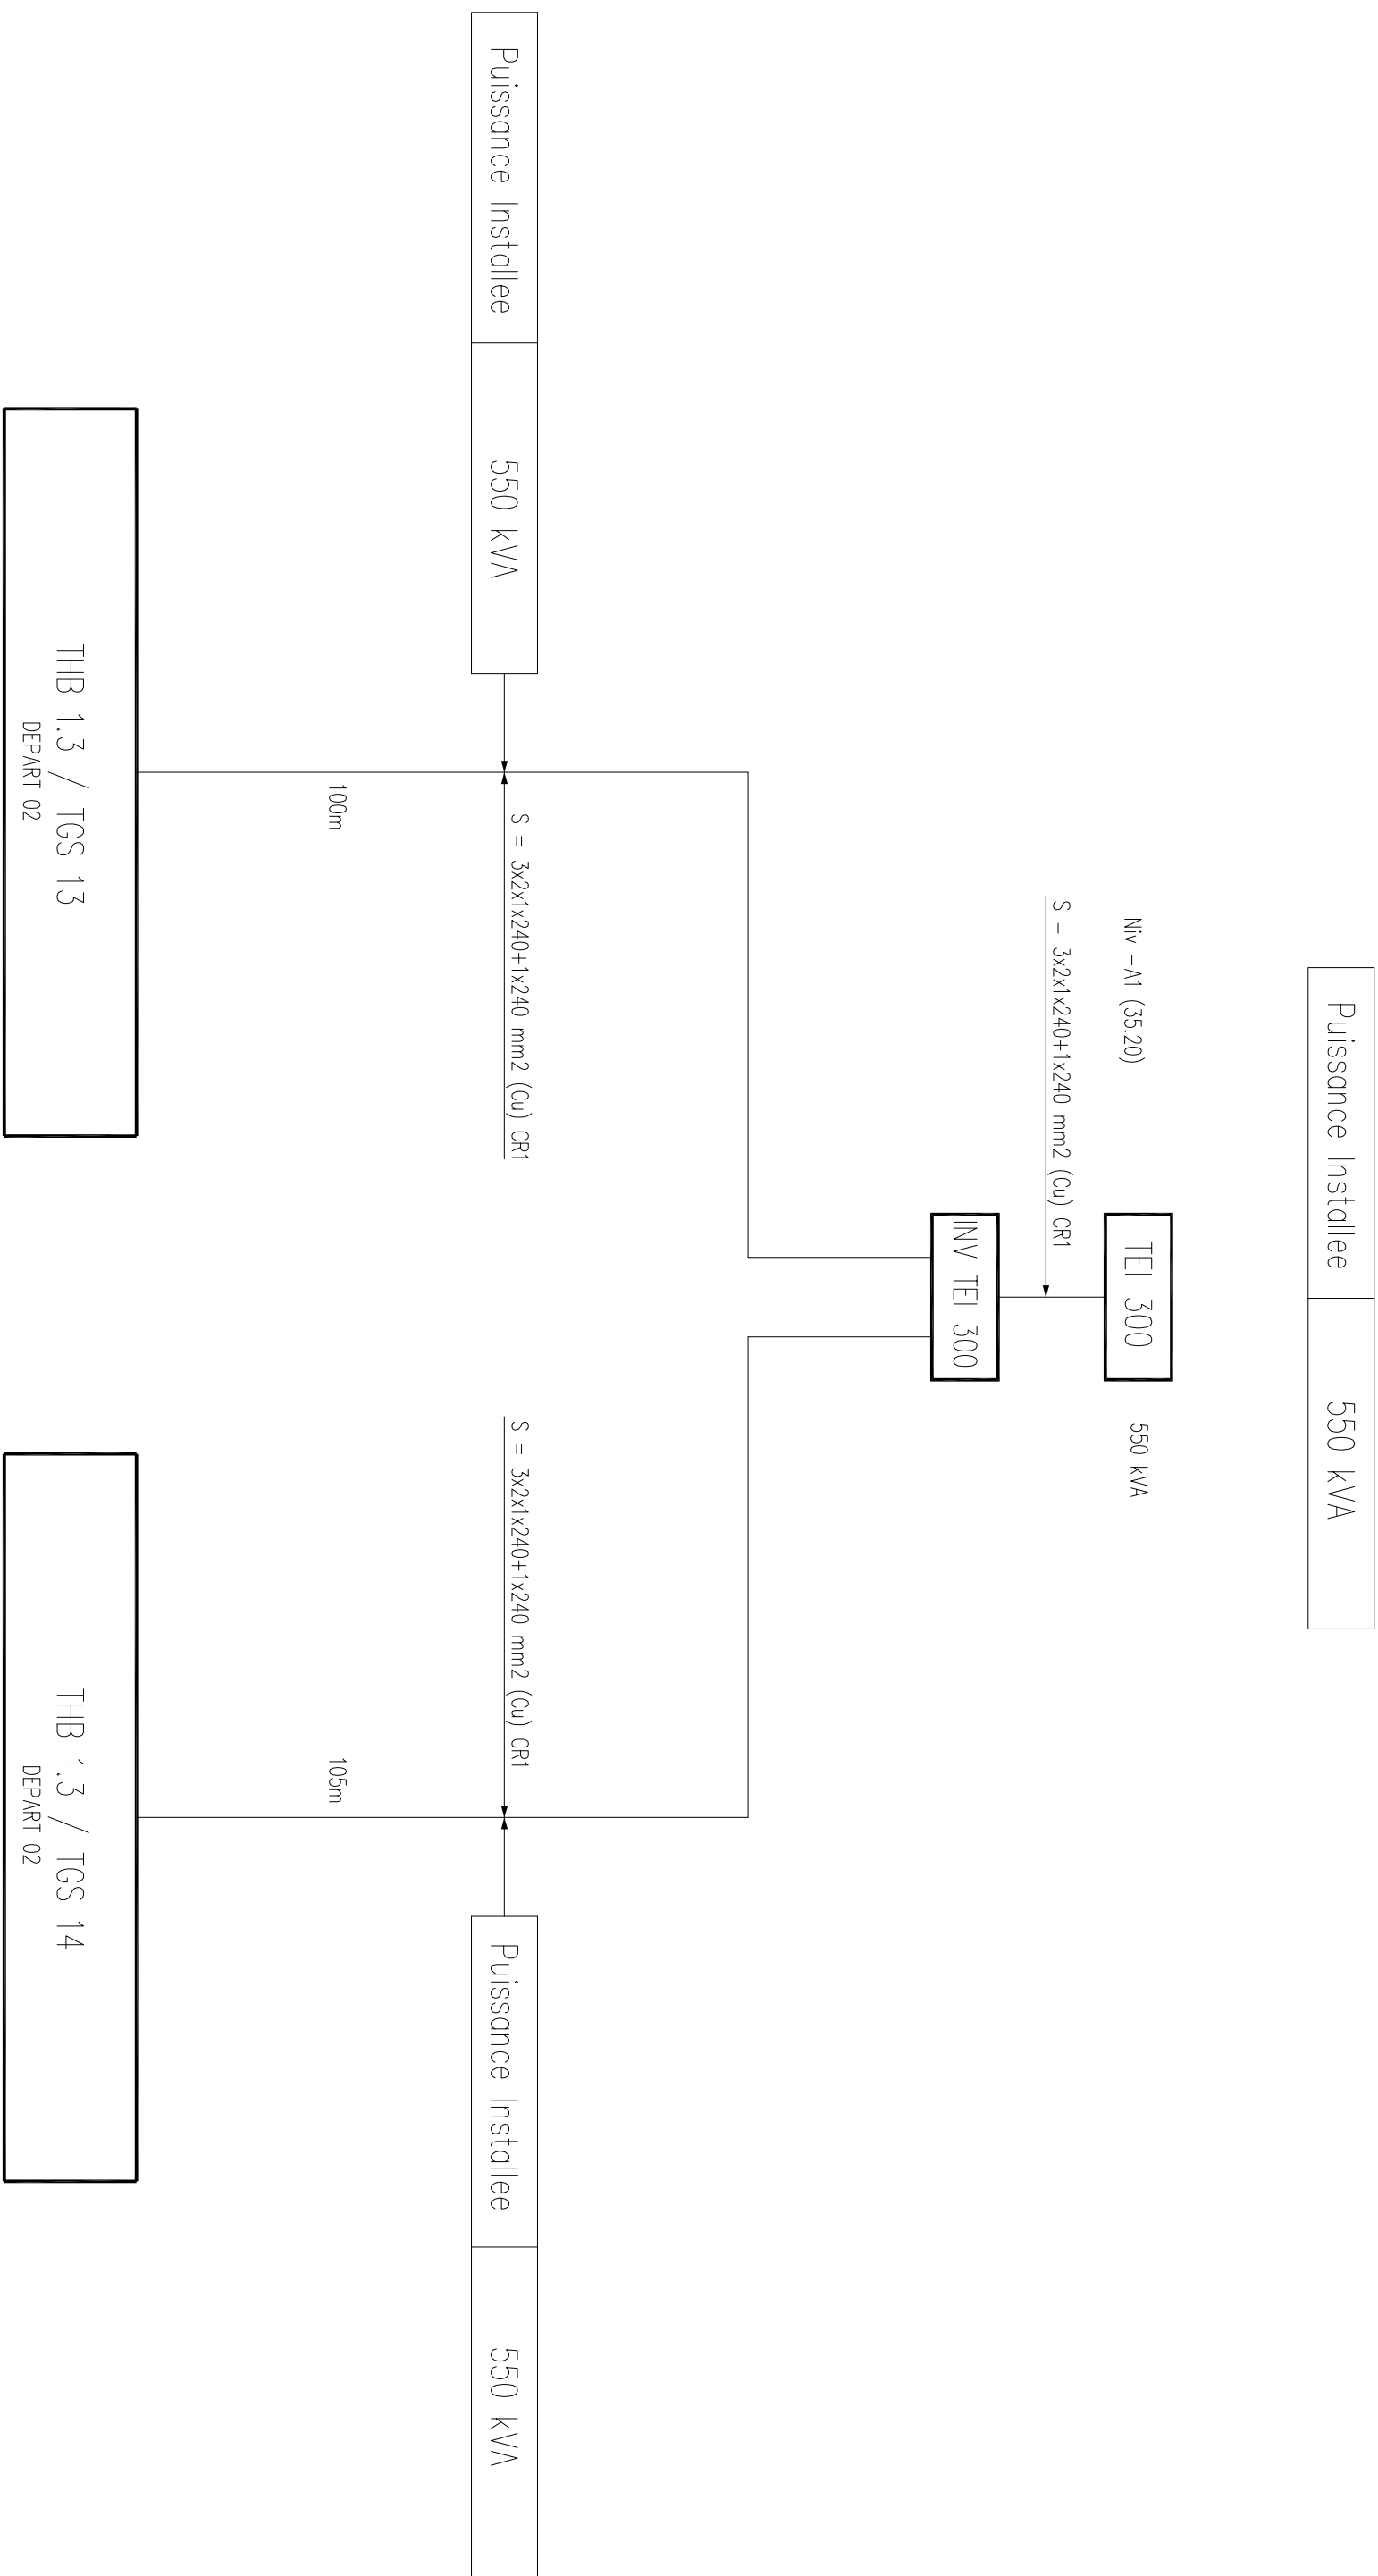 Puissance Installee 550 kVA
Niv -A1 (35.20)
TEI 300
550 kVA
S = 3x2x1x240+1x240 mm2 (Cu) CR1
INV TEI 300
Puissance Installee 550 kVA
S = 3x2x1x240+1x240 mm2 (Cu) CR1
S = 3x2x1x240+1x240 mm2 (Cu) CR1
Puissance Installee 550 kVA
100m
105m
THB 1.3 / TGS 13
DEPART 02
THB 1.3 / TGS 14
DEPART 02